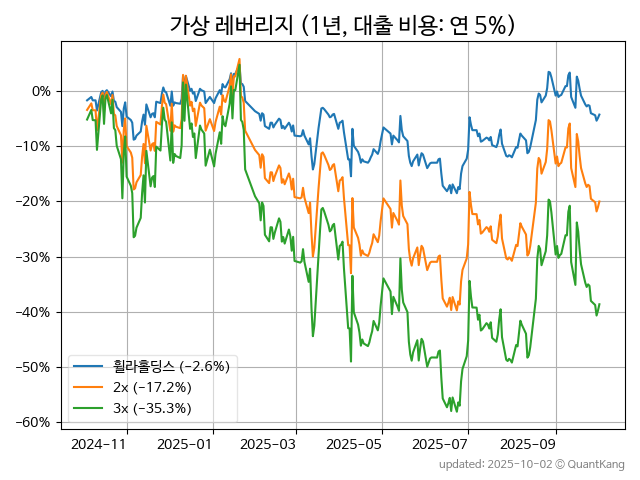 가상 레버리지 (1년, 대출 비용: 연 5%)
0%
−10%
−20%
−30%
−40%
−50%
−60%
휠라홀딩스 (−2.6%)
2x (−17.2%)
3x (−35.3%)
2024-11
2025-01
2025-03
2025-05
2025-07
2025-09
updated: 2025-10-02 © QuantKang